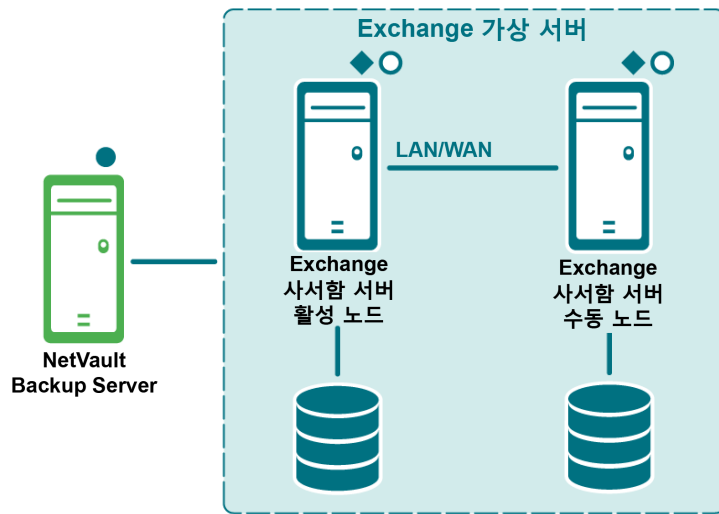 Exchange 가상 서버
LAN/WAN
Exchange
사서함 서버
활성 노드
Exchange
사서함 서버
수동 노드
NetVault
Backup Server